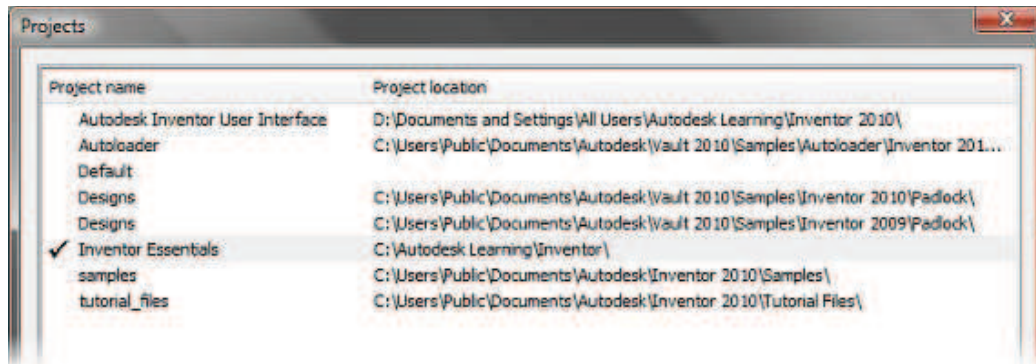 Projects
Project name Project location
Autodesk Inventor User Interface D:\Documents and Settings\All Users\Autodesk Learning\Inventor 2010\
Autoloader C:\Users\Public\Documents\Autodesk\Vault 2010\Samples\Autoloader\Inventor 201...
Default
Designs C:\Users\Public\Documents\Autodesk\Vault 2010\Samples\Inventor 2010\Padlock\
Designs C:\Users\Public\Documents\Autodesk\Vault 2010\Samples\Inventor 2009\Padlock\
Inventor Essentials C:\Autodesk Learning\Inventor\
samples C:\Users\Public\Documents\Autodesk\Inventor 2010\Samples\
tutorial_files C:\Users\Public\Documents\Autodesk\Inventor 2010\Tutorial Files\